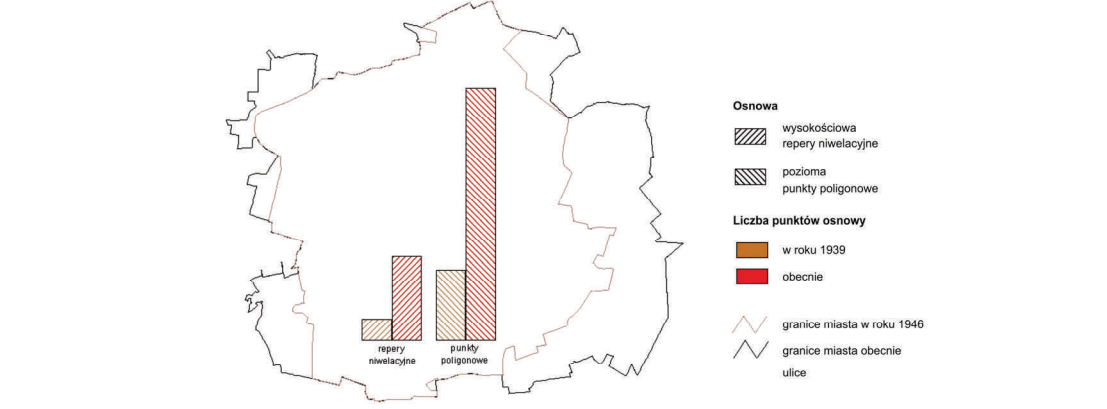 Osnowa
wysokościowa
repery niwelacyjne
pozioma
punkty poligonowe
Liczba punktów osnowy
w roku 1939
obecnie
granice miasta w roku 1946
granice miasta obecnie
ulice
repery
niwelacyjne
punkty
poligonowe